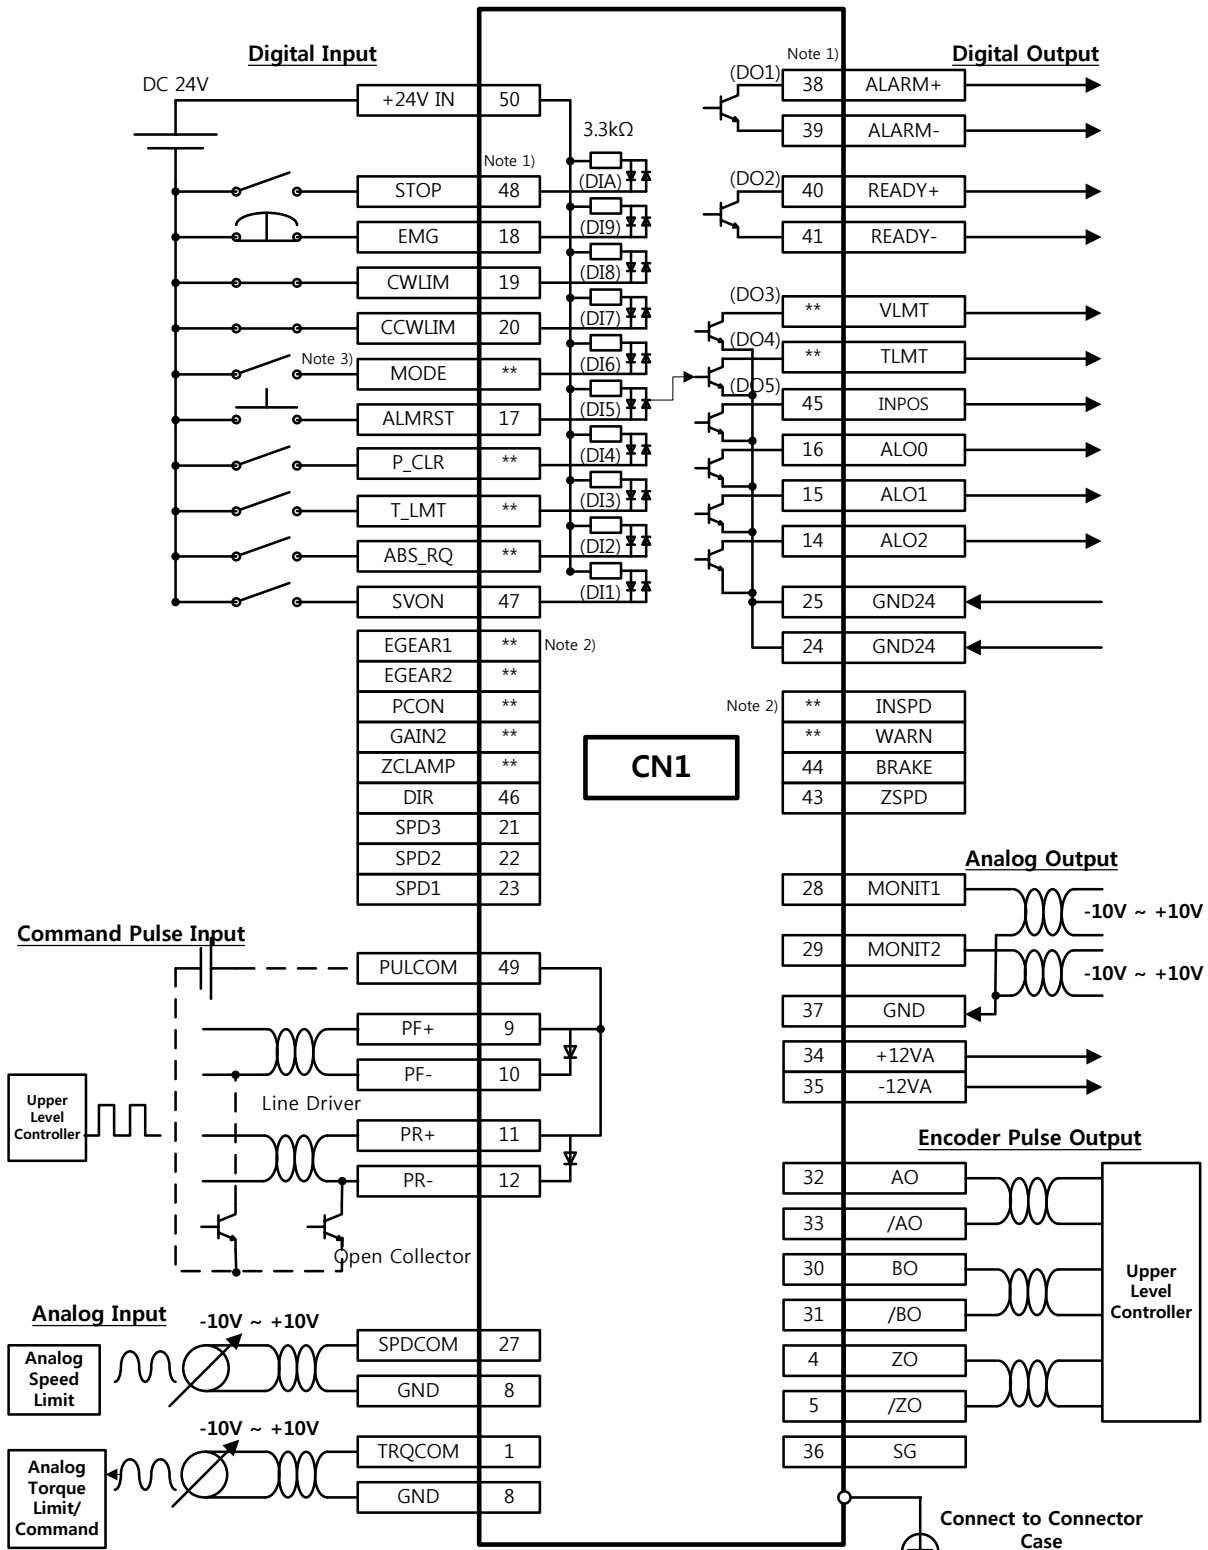 Digital Input
DC 24V
+24V IN 50
3.3kΩ
Note 1)
STOP 48 (DIA)
EMG 18 (DI9)
CWLIM 19 (DI8)
CCWLIM 20 (DI7)
Note 3) MODE ** (DI6)
ALMRST 17 (DI5)
P_CLR ** (DI4)
T_LMT ** (DI3)
ABS_RQ ** (DI2)
SVON 47 (DI1)
EGEAR1 ** Note 2)
EGEAR2 **
PCON **
GAIN2 **
ZCLAMP **
DIR 46
SPD3 21
SPD2 22
SPD1 23
CN1
Command Pulse Input
PULCOM 49
PF+ 9
PF- 10
Line Driver
Upper
Level
Controller
PR+ 11
PR- 12
Open Collector
Analog Input
-10V ~ +10V
Analog
Speed
Limit
SPDCOM 27
GND 8
-10V ~ +10V
Analog
Torque
Limit/
Command
TRQCOM 1
GND 8
Note 1)
Digital Output
(DO1) 38 ALARM+
39 ALARM-
(DO2) 40 READY+
41 READY-
(DO3) ** VLMT
(DO4) ** TLMT
(DO5) 45 INPOS
16 ALO0
15 ALO1
14 ALO2
25 GND24
24 GND24
Note 2) ** INSPD
** WARN
44 BRAKE
43 ZSPD
Analog Output
28 MONIT1
-10V ~ +10V
29 MONIT2
-10V ~ +10V
37 GND
34 +12VA
35 -12VA
Encoder Pulse Output
32 AO
33 /AO
30 BO
31 /BO
4 ZO
5 /ZO
36 SG
Upper
Level
Controller
Connect to Connector
Case